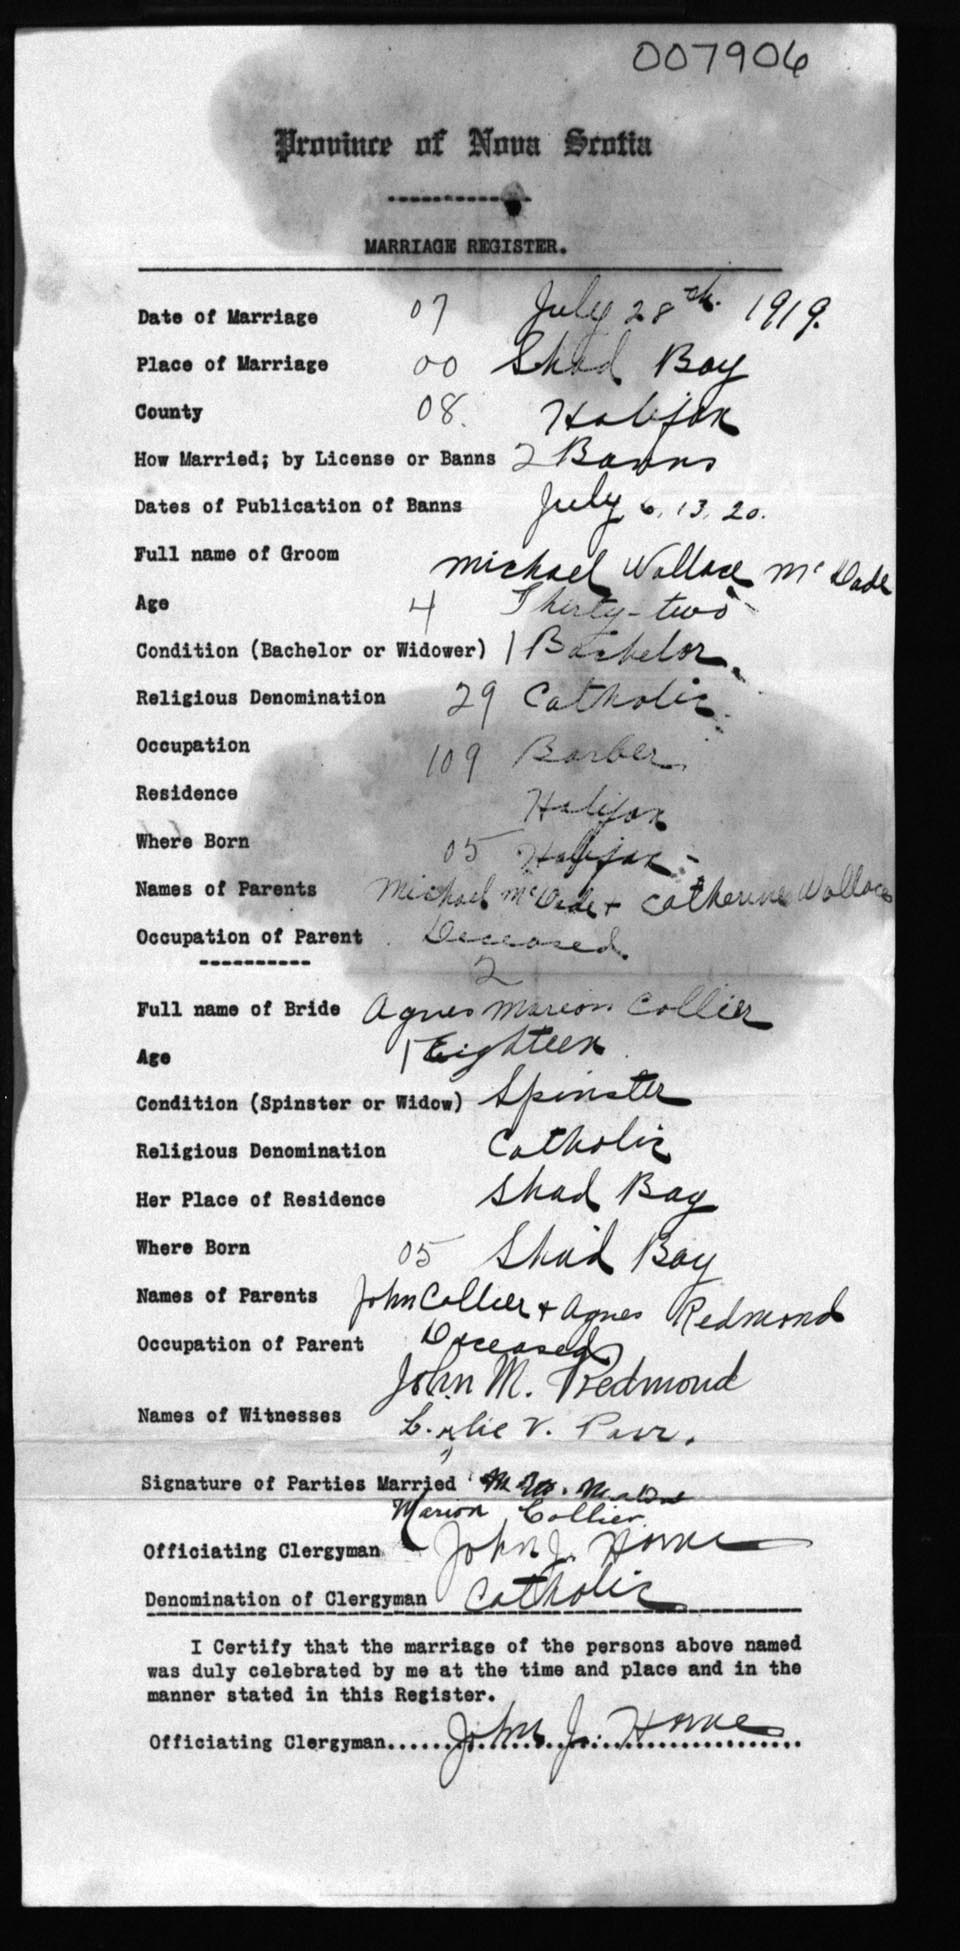 007906
Province of Nova Scotia
MARRIAGE REGISTER.
Date of Marriage 07 July 28th. 1919.
Place of Marriage 00 Shad Bay
County 08. Halifax
How Married; by License or Banns 2 Banns
Dates of Publication of Banns July 6, 13, 20.
Full name of Groom Michael Wallace McDade
Age 4 Thirty-two
Condition (Bachelor or Widower) 1 Bachelor.
Religious Denomination 29 Catholic
Occupation 109 Barber
Residence Halifax
Where Born 05 Halifax
Names of Parents Michael McDade + Catherine Wallace
Occupation of Parent Deceased.
2
Full name of Bride Agnes Marion Collier
Age 1 Eighteen
Condition (Spinster or Widow) Spinster
Religious Denomination Catholic
Her Place of Residence Shad Bay
Where Born 05 Shad Bay
Names of Parents John Collier + Agnes Redmond
Occupation of Parent Deceased
John M. Redmond
Names of Witnesses V.
Signature of Parties Married M. W.
Marion Collier
Officiating Clergyman John J.
Denomination of Clergyman Catholic
I Certify that the marriage of the persons above named
was duly celebrated by me at the time and place and in the
manner stated in this Register.
Officiating Clergyman.......John J.